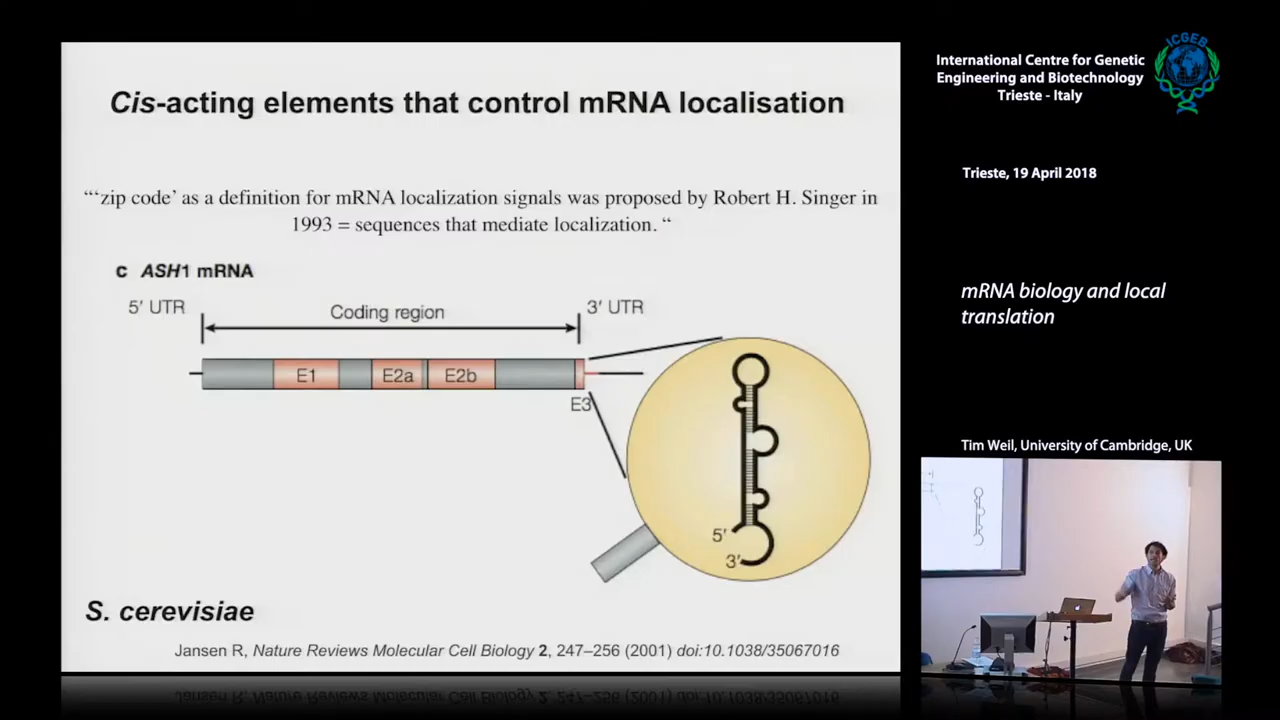 Cis-acting elements that control mRNA localisation
“‘zip code’ as a definition for mRNA localization signals was proposed by Robert H. Singer in
1993 = sequences that mediate localization. “
c ASH1 mRNA
5′ UTR
Coding region
3′ UTR
E1
E2a
E2b
E3
5′
3′
S. cerevisiae
Jansen R, Nature Reviews Molecular Cell Biology 2, 247–256 (2001) doi:10.1038/35067016
ICGEB
International Centre for Genetic
Engineering and Biotechnology
Trieste - Italy
Trieste, 19 April 2018
mRNA biology and local
translation
Tim Weil, University of Cambridge, UK